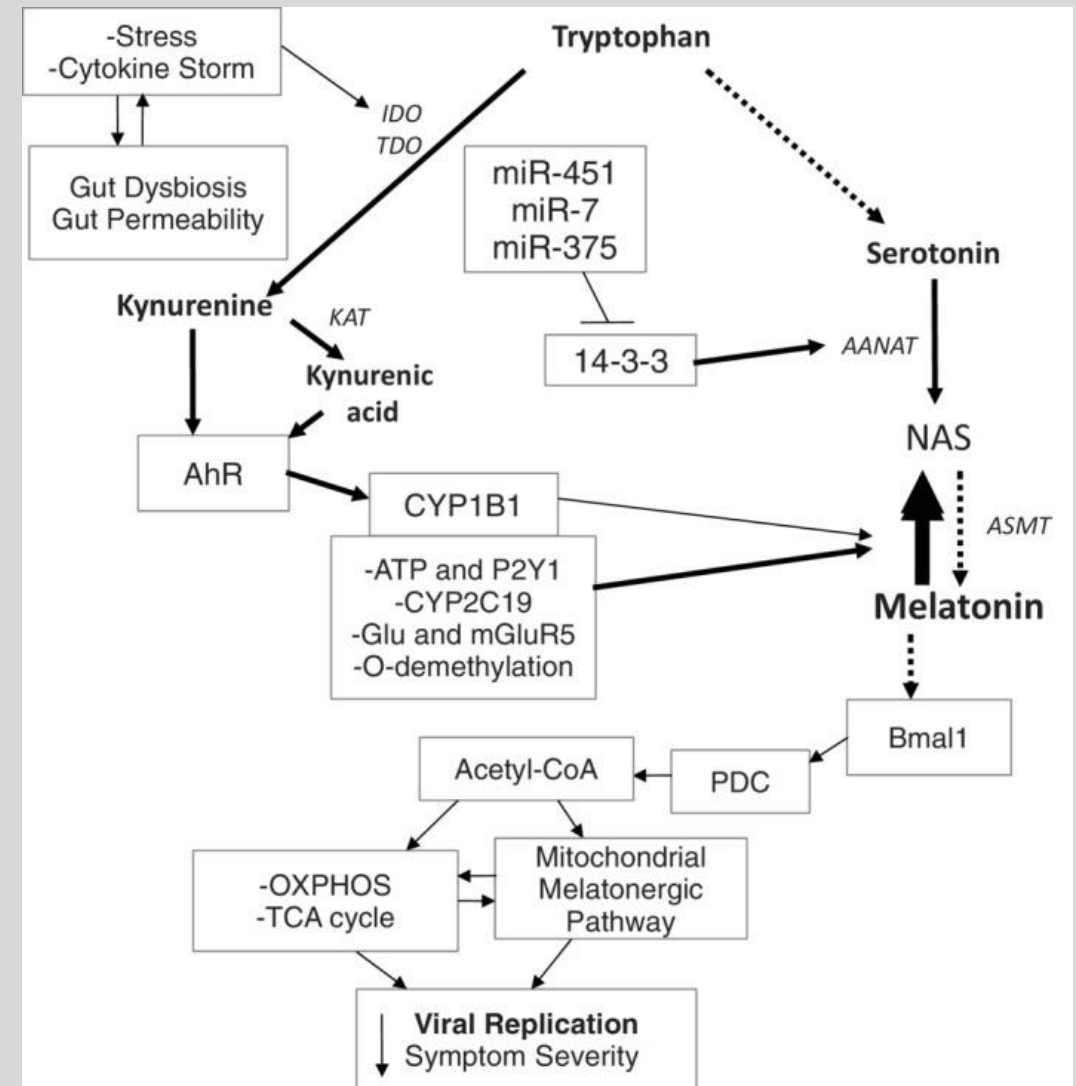 -Stress
-Cytokine Storm
Tryptophan
IDO
TDO
Gut Dysbiosis
Gut Permeability
miR-451
miR-7
miR-375
Serotonin
Kynurenine
KAT
14-3-3
AANAT
Kynurenic
acid
NAS
AhR
CYP1B1
ASMT
-ATP and P2Y1
-CYP2C19
-Glu and mGluR5
-O-demethylation
Melatonin
Bmal1
Acetyl-CoA
PDC
-OXPHOS
-TCA cycle
Mitochondrial
Melatonergic
Pathway
Viral Replication
Symptom Severity